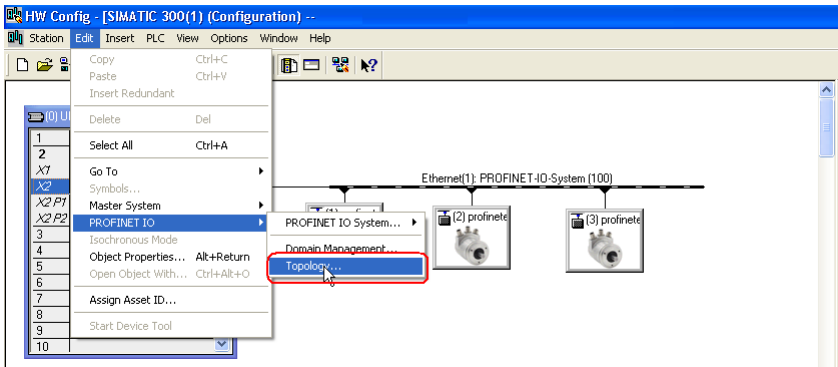 HW Config - [SIMATIC 300(1) (Configuration) --
Station Edit Insert PLC View Options Window Help
Copy Ctrl+C
Paste Ctrl+V
Insert Redundant
Delete Del
Select All Ctrl+A
Go To
Symbols...
Master System
PROFINET IO
Isochronous Mode
Object Properties... Alt+Return
Open Object With... Ctrl+Alt+O
Assign Asset ID...
Start Device Tool
PROFINET IO System...
Domain Management...
Topology...
(0) U
1
2
X1
X2
X2 P1
X2 P2
3
4
5
6
7
8
9
10
Ethernet(1): PROFINET-IO-System (100)
(2) profinete
(3) profinete